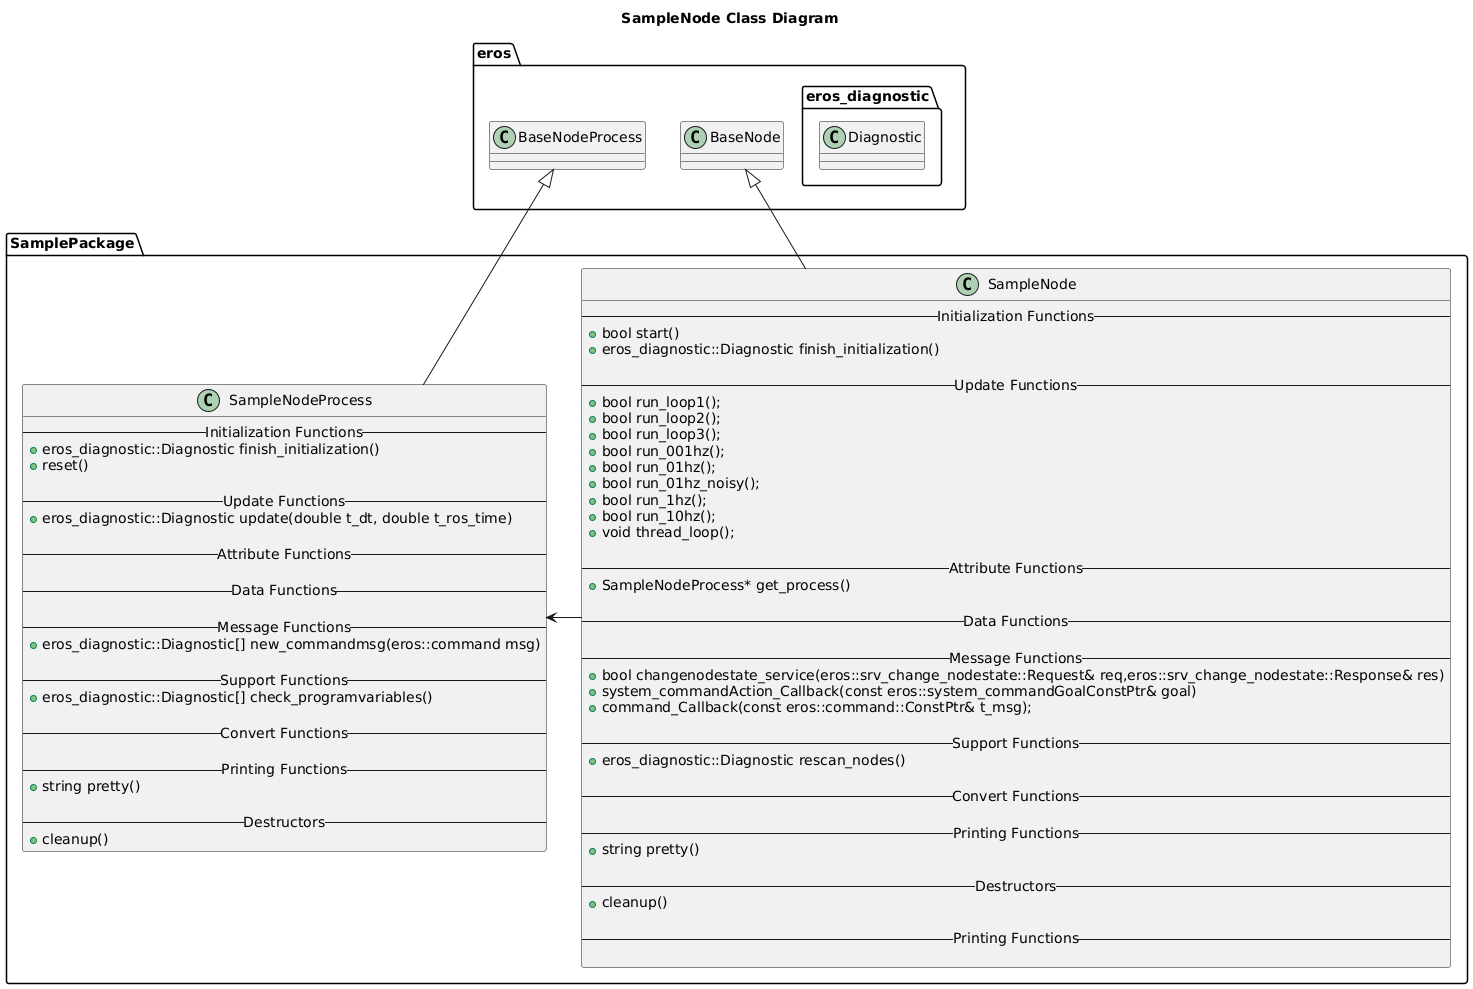 SampleNode Class Diagram
eros
eros_diagnostic
C BaseNodeProcess
C BaseNode
C Diagnostic
SamplePackage
C SampleNodeProcess
Initialization Functions
eros_diagnostic::Diagnostic finish_initialization()
reset()
Update Functions
eros_diagnostic::Diagnostic update(double t_dt, double t_ros_time)
Attribute Functions
Data Functions
Message Functions
eros_diagnostic::Diagnostic[] new_commandmsg(eros::command msg)
Support Functions
eros_diagnostic::Diagnostic[] check_programvariables()
Convert Functions
Printing Functions
string pretty()
Destructors
cleanup()
C SampleNode
Initialization Functions
bool start()
eros_diagnostic::Diagnostic finish_initialization()
Update Functions
bool run_loop1();
bool run_loop2();
bool run_loop3();
bool run_001hz();
bool run_01hz();
bool run_01hz_noisy();
bool run_1hz();
bool run_10hz();
void thread_loop();
Attribute Functions
SampleNodeProcess* get_process()
Data Functions
Message Functions
bool changenodestate_service(eros::srv_change_nodestate::Request& req,eros::srv_change_nodestate::Response& res)
system_commandAction_Callback(const eros::system_commandGoalConstPtr& goal)
command_Callback(const eros::command::ConstPtr& t_msg);
Support Functions
eros_diagnostic::Diagnostic rescan_nodes()
Convert Functions
Printing Functions
string pretty()
Destructors
cleanup()
Printing Functions